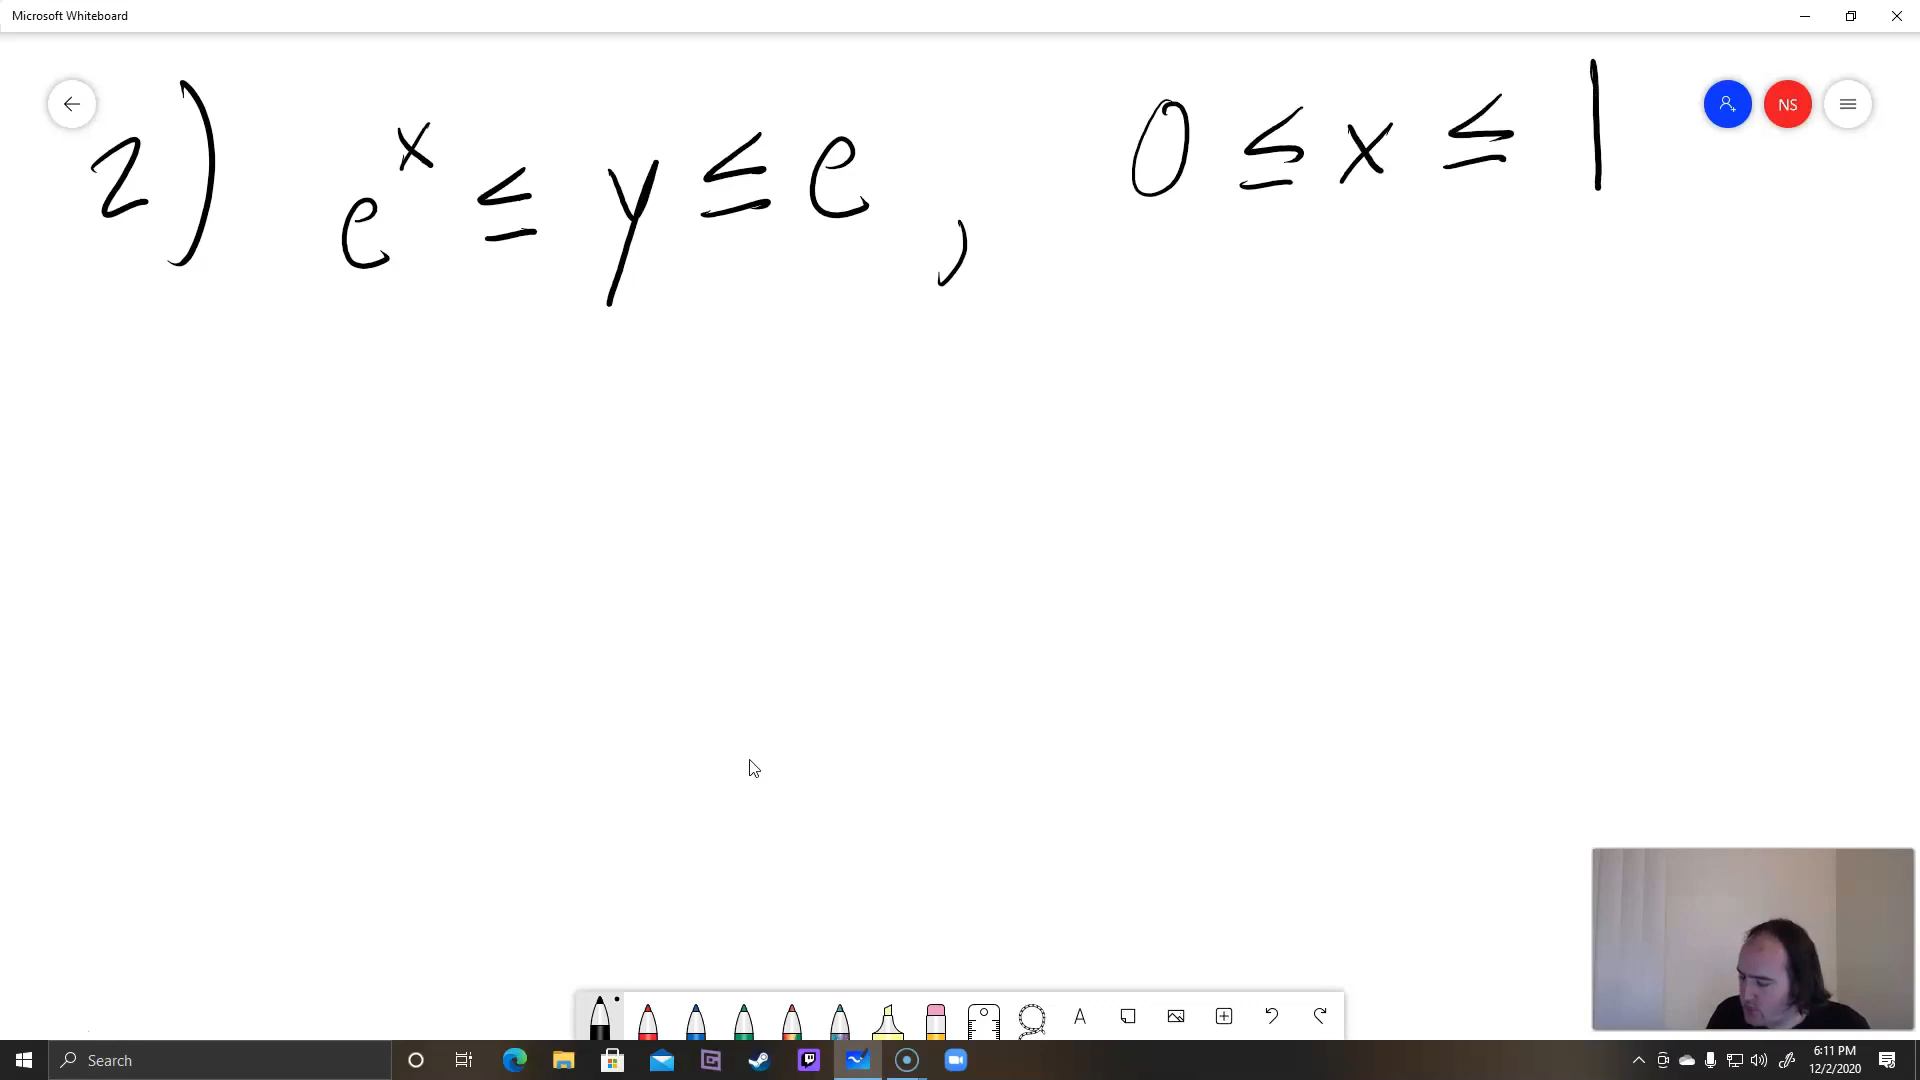 Microsoft Whiteboard
2) e^x ≤ y ≤ e , 0 ≤ x ≤ 1
NS
A
Search
6:11 PM
12/2/2020